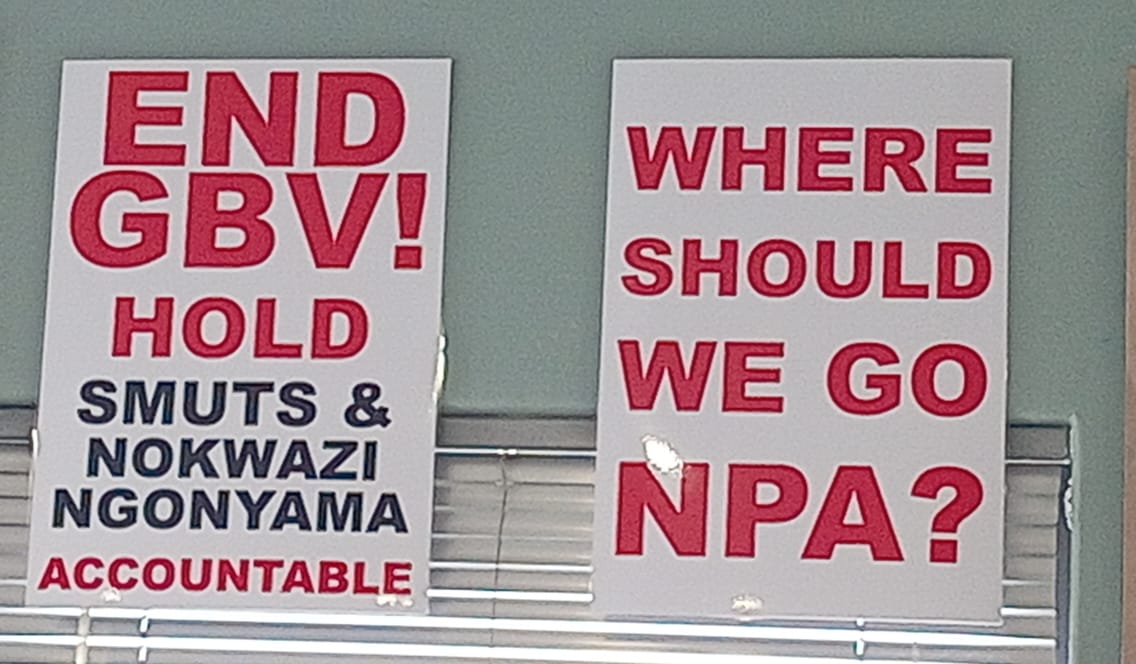 END
GBV!
HOLD
SMUTS &
NOKWAZI
NGONYAMA
ACCOUNTABLE
WHERE
SHOULD
WE GO
NPA?